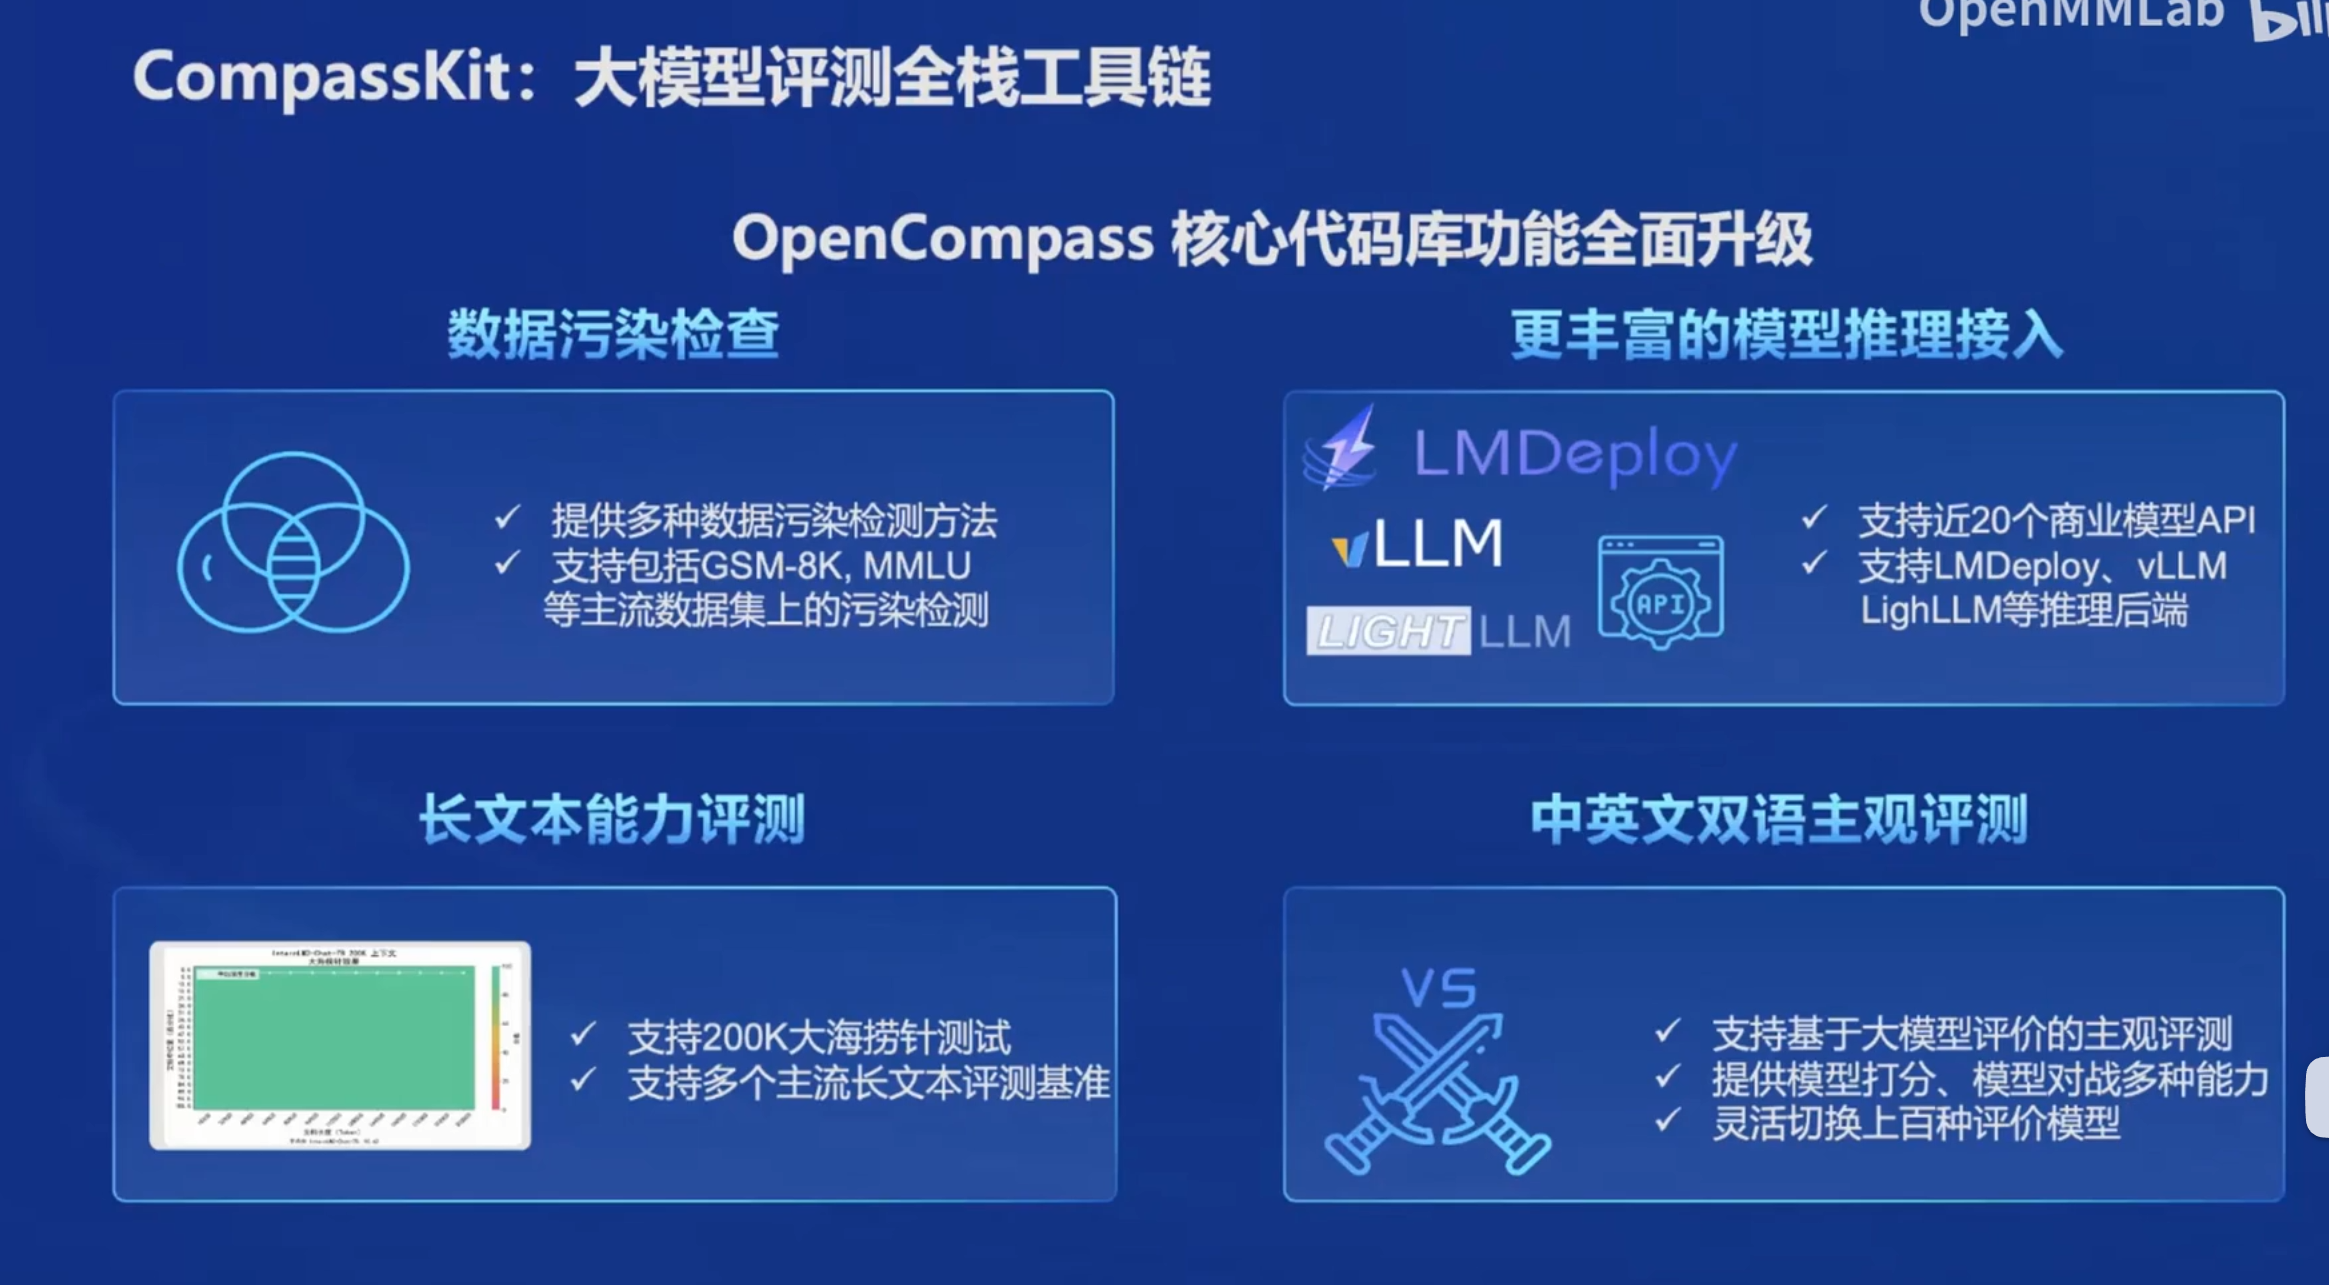 OpenMMLab
CompassKit：大模型评测全栈工具链
OpenCompass 核心代码库功能全面升级
数据污染检查
✓ 提供多种数据污染检测方法
✓ 支持包括GSM-8K, MMLU
等主流数据集上的污染检测
更丰富的模型推理接入
LMDeploy
vLLM
LIGHT LLM
API
✓ 支持近20个商业模型API
✓ 支持LMDeploy、vLLM
LighLLM等推理后端
长文本能力评测
上下文
✓ 支持200K大海捞针测试
✓ 支持多个主流长文本评测基准
中英文双语主观评测
VS
✓ 支持基于大模型评价的主观评测
✓ 提供模型打分、模型对战多种能力
✓ 灵活切换上百种评价模型